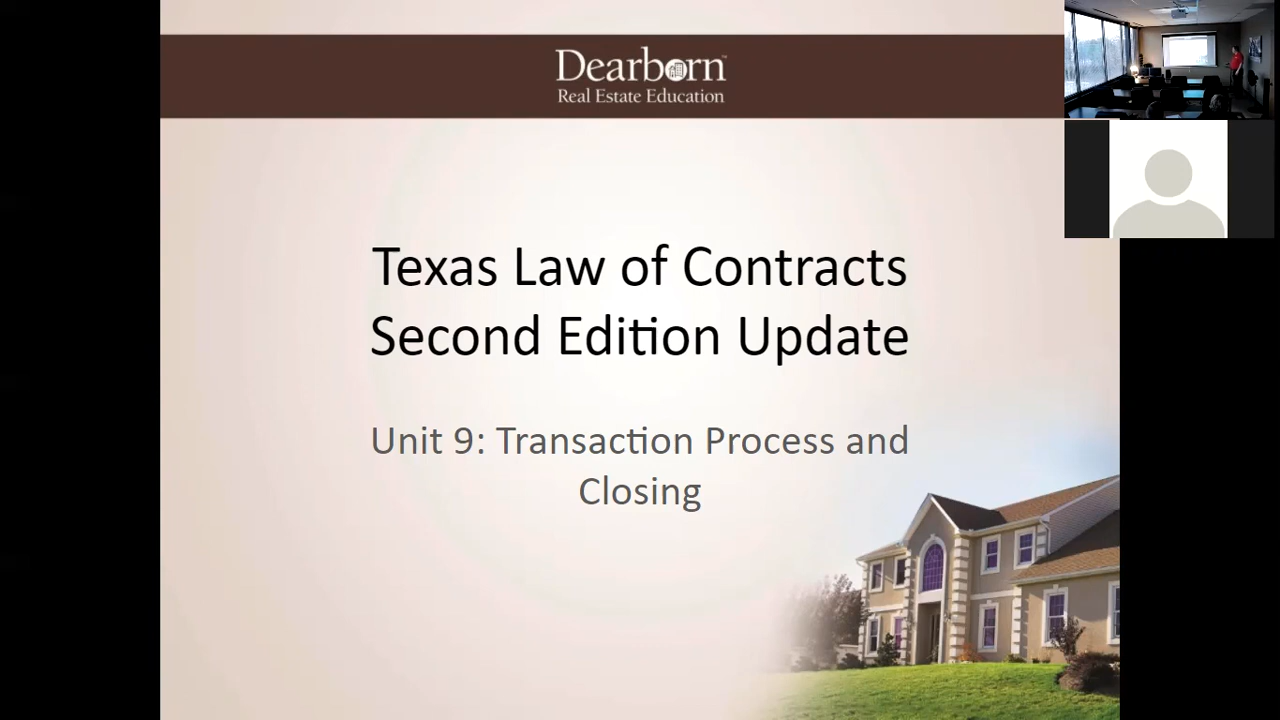 Dearborn
Real Estate Education
Texas Law of Contracts
Second Edition Update
Unit 9: Transaction Process and
Closing